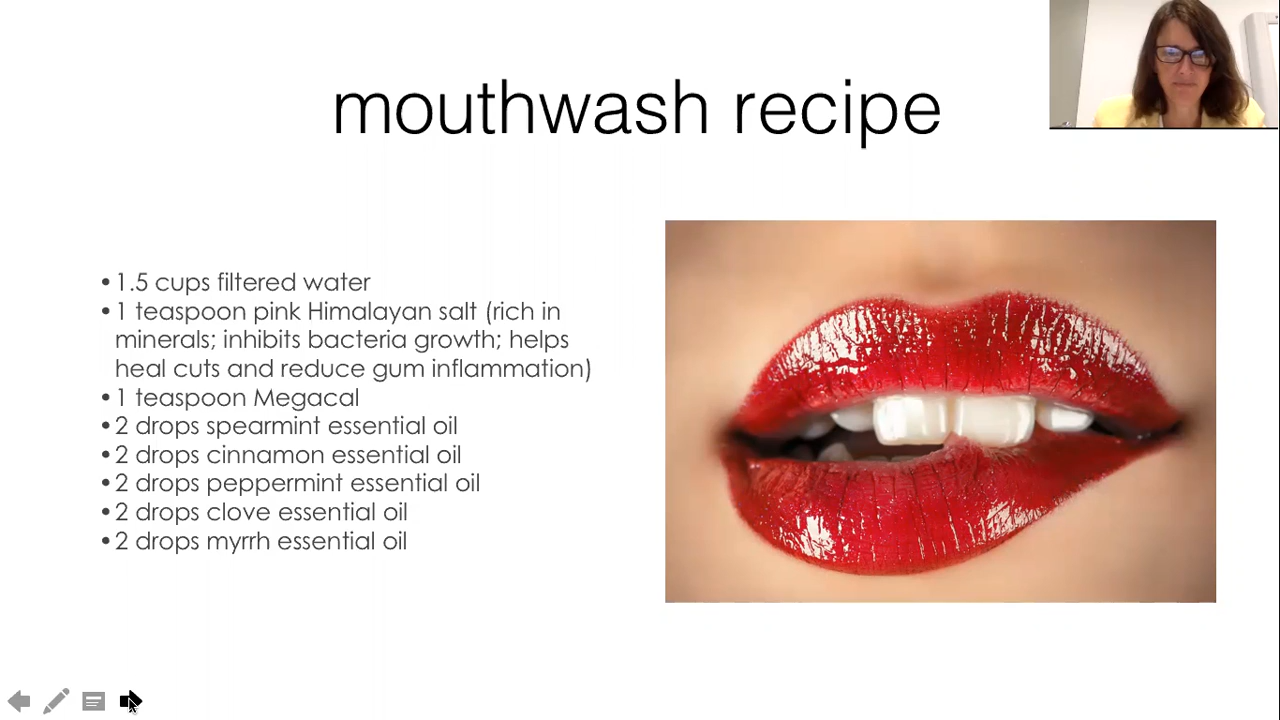 mouthwash recipe
• 1.5 cups filtered water
• 1 teaspoon pink Himalayan salt (rich in
minerals; inhibits bacteria growth; helps
heal cuts and reduce gum inflammation)
• 1 teaspoon Megacal
• 2 drops spearmint essential oil
• 2 drops cinnamon essential oil
• 2 drops peppermint essential oil
• 2 drops clove essential oil
• 2 drops myrrh essential oil